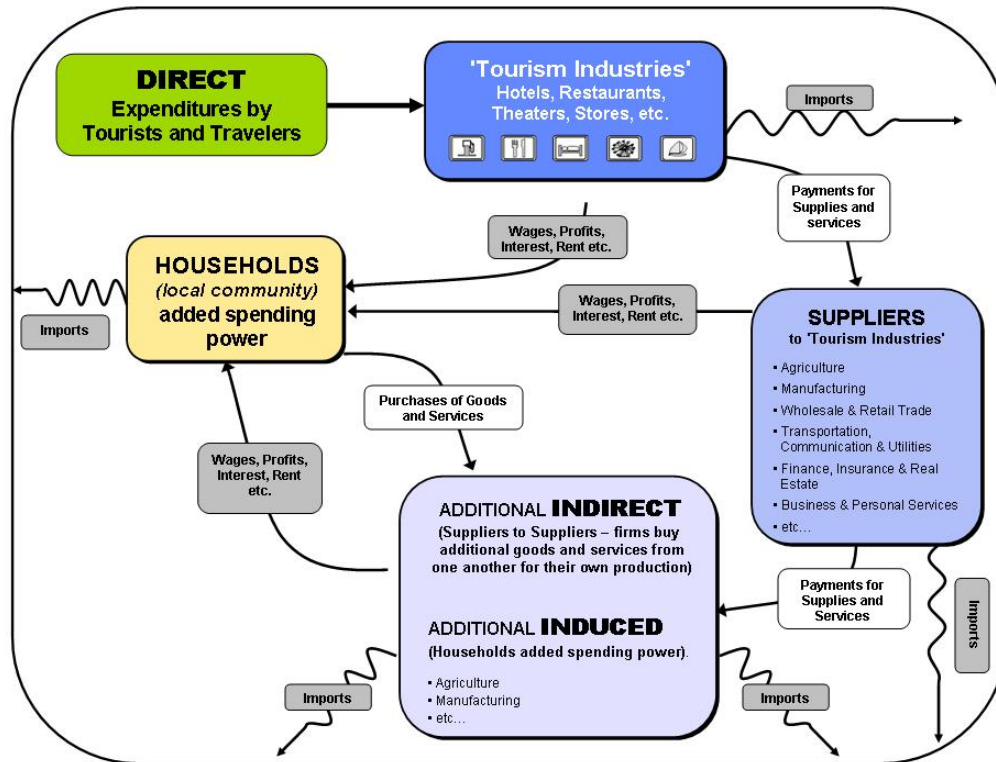 DIRECT
Expenditures by
Tourists and Travelers
'Tourism Industries'
Hotels, Restaurants,
Theaters, Stores, etc.
Imports
Payments for
Supplies and
services
Wages, Profits,
Interest, Rent etc.
HOUSEHOLDS
(local community)
added spending
power
Imports
Wages, Profits,
Interest, Rent etc.
SUPPLIERS
to 'Tourism Industries'
▪ Agriculture
▪ Manufacturing
▪ Wholesale & Retail Trade
▪ Transportation,
Communication & Utilities
▪ Finance, Insurance & Real
Estate
▪ Business & Personal Services
▪ etc...
Purchases of Goods
and Services
Wages, Profits,
Interest, Rent
etc.
ADDITIONAL INDIRECT
(Suppliers to Suppliers – firms buy
additional goods and services from
one another for their own production)
Payments for
Supplies and
Services
Imports
ADDITIONAL INDUCED
(Households added spending power).
▪ Agriculture
▪ Manufacturing
▪ etc...
Imports
Imports